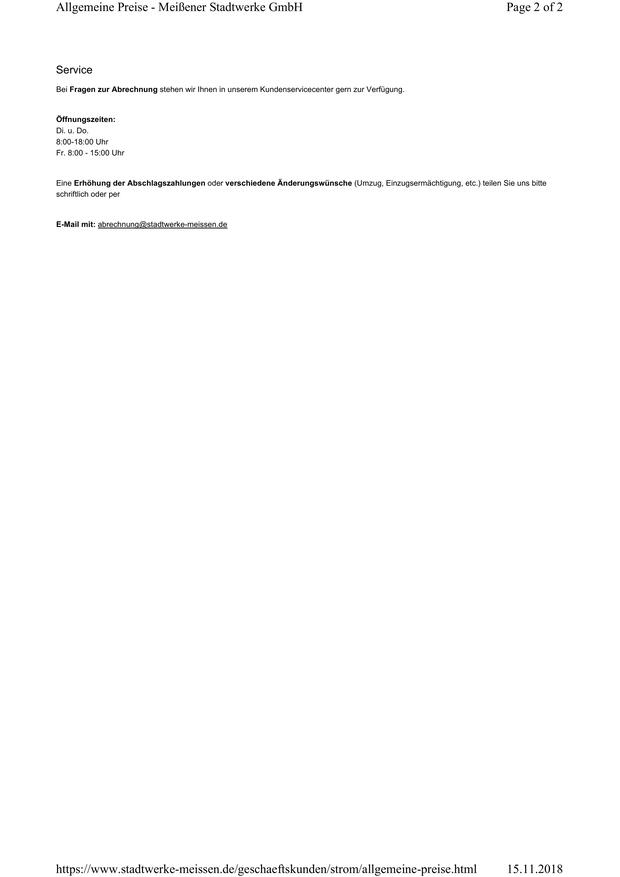 Allgemeine Preise - Meißener Stadtwerke GmbH
Page 2 of 2
Service
Bei Fragen zur Abrechnung stehen wir Ihnen in unserem Kundenservicecenter gern zur Verfügung.
Öffnungszeiten:
Di. u. Do.
8:00-18:00 Uhr
Fr. 8:00 - 15:00 Uhr
Eine Erhöhung der Abschlagszahlungen oder verschiedene Änderungswünsche (Umzug, Einzugsermächtigung, etc.) teilen Sie uns bitte
schriftlich oder per
E-Mail mit: abrechnung@stadtwerke-meissen.de
https://www.stadtwerke-meissen.de/geschaeftskunden/strom/allgemeine-preise.html
15.11.2018